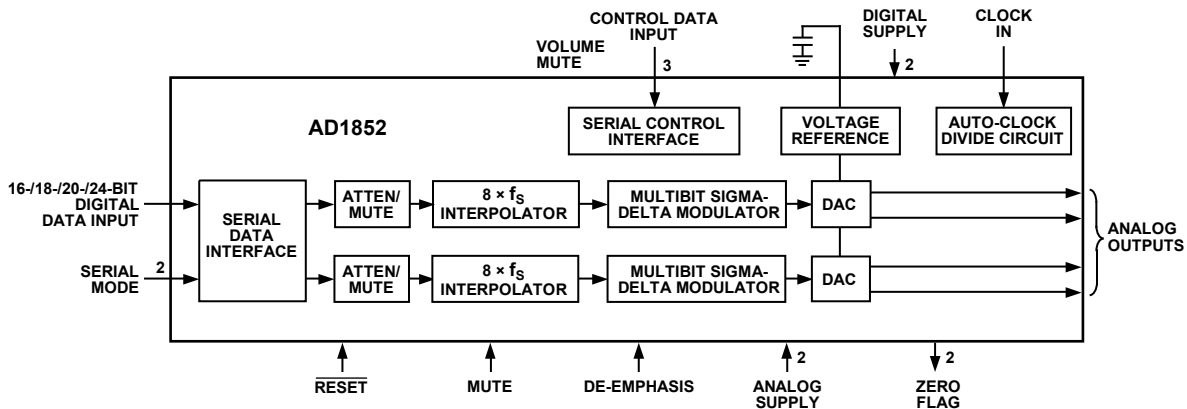 CONTROL DATA
INPUT
VOLUME
MUTE
3
DIGITAL
SUPPLY
2
CLOCK
IN
AD1852
SERIAL CONTROL
INTERFACE
VOLTAGE
REFERENCE
AUTO-CLOCK
DIVIDE CIRCUIT
16-/18-/20-/24-BIT
DIGITAL
DATA INPUT
SERIAL
MODE
2
SERIAL
DATA
INTERFACE
ATTEN/
MUTE
8 × fS
INTERPOLATOR
MULTIBIT SIGMA-
DELTA MODULATOR
DAC
ATTEN/
MUTE
8 × fS
INTERPOLATOR
MULTIBIT SIGMA-
DELTA MODULATOR
DAC
ANALOG
OUTPUTS
RESET
MUTE
DE-EMPHASIS
2
ANALOG
SUPPLY
2
ZERO
FLAG